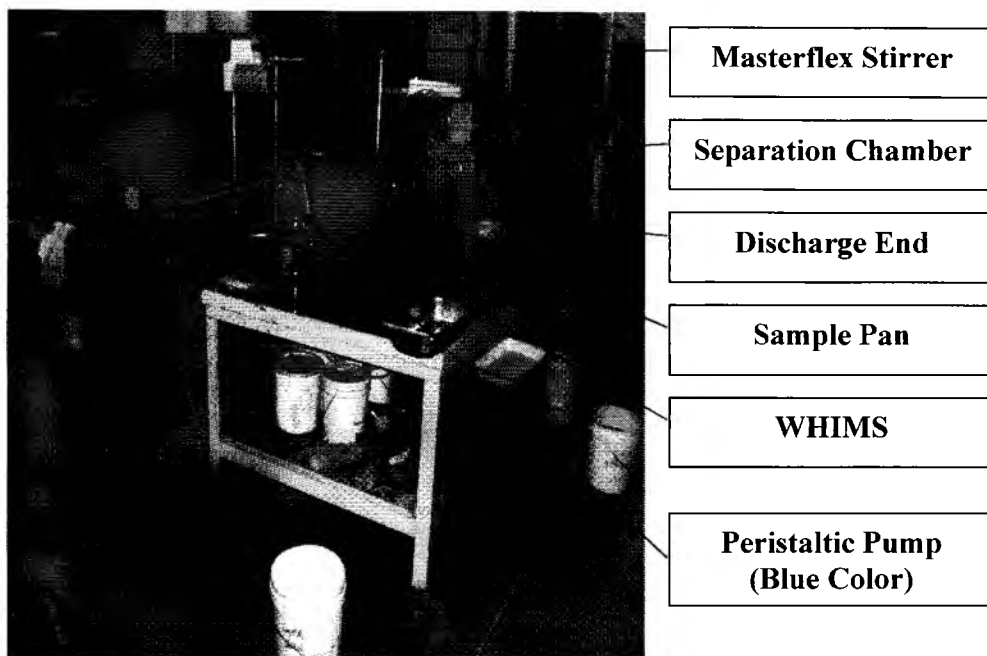 Masterflex Stirrer
Separation Chamber
Discharge End
Sample Pan
WHIMS
Peristaltic Pump
(Blue Color)